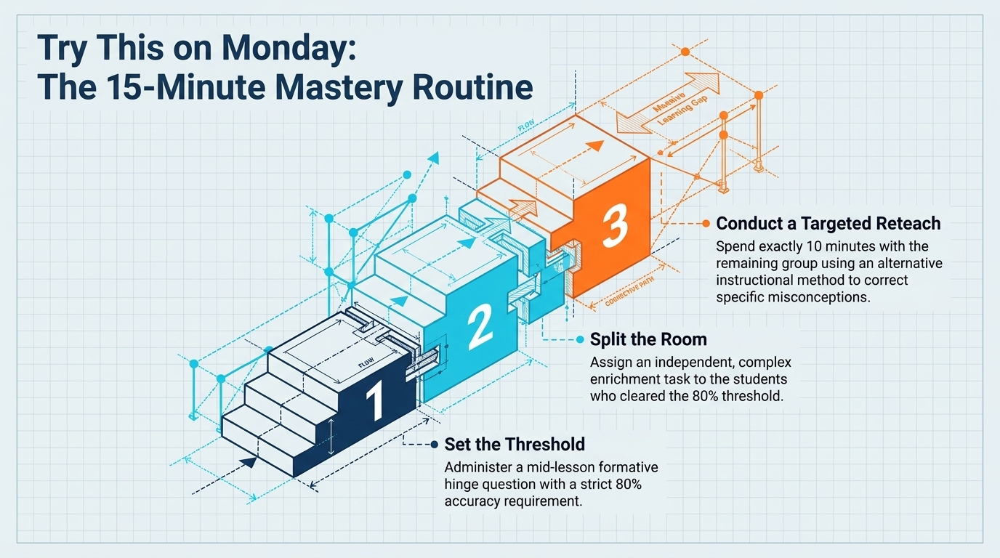 Try This on Monday:
The 15-Minute Mastery Routine
Massive
Learning Gap
FLOW
3
Conduct a Targeted Reteach
Spend exactly 10 minutes with the
remaining group using an alternative
instructional method to correct
specific misconceptions.
CORRECTIVE PATH
2
Split the Room
Assign an independent, complex
enrichment task to the students
who cleared the 80% threshold.
FLOW
1
Set the Threshold
Administer a mid-lesson formative
hinge question with a strict 80%
accuracy requirement.